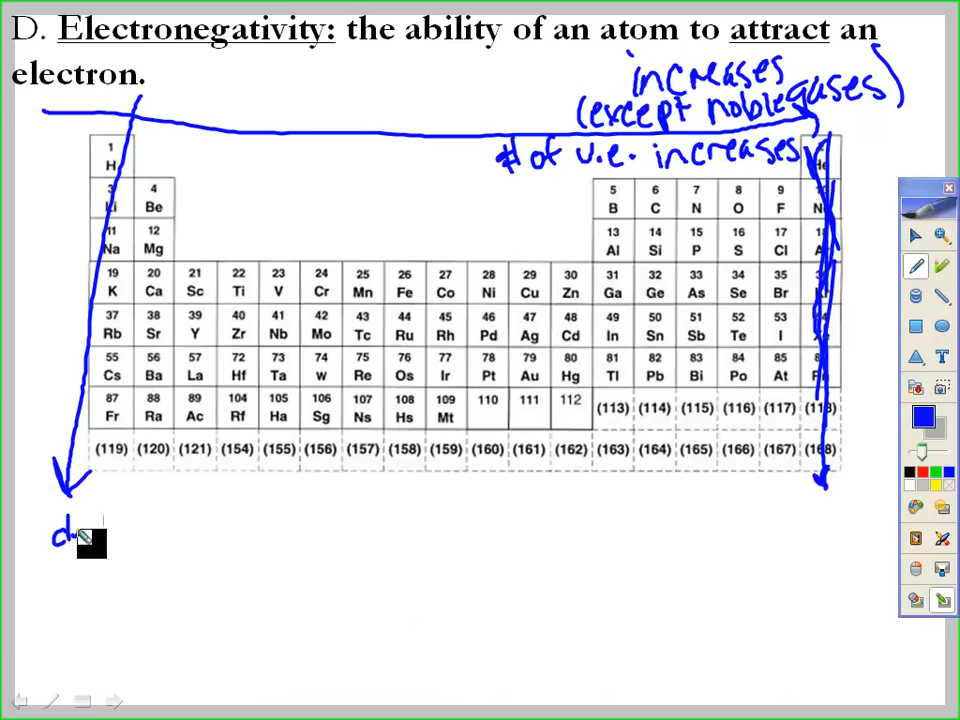 D. Electronegativity: the ability of an atom to attract an
electron.
increases
(except noble gases)
# of v.e. increases
1
H
He
3 4 5 6 7 8 9 10
Li Be B C N O F Ne
11 12 13 14 15 16 17 18
Na Mg Al Si P S Cl Ar
19 20 21 22 23 24 25 26 27 28 29 30 31 32 33 34 35
K Ca Sc Ti V Cr Mn Fe Co Ni Cu Zn Ga Ge As Se Br Kr
37 38 39 40 41 42 43 44 45 46 47 48 49 50 51 52 53
Rb Sr Y Zr Nb Mo Tc Ru Rh Pd Ag Cd In Sn Sb Te I
55 56 57 72 73 74 75 76 77 78 79 80 81 82 83 84 85
Cs Ba La Hf Ta W Re Os Ir Pt Au Hg Tl Pb Bi Po At
87 88 89 104 105 106 107 108 109 110 111 112 (113) (114) (115) (116) (117) (118)
Fr Ra Ac Rf Ha Sg Ns Hs Mt
(119) (120) (121) (154) (155) (156) (157) (158) (159) (160) (161) (162) (163) (164) (165) (166) (167) (168)
T